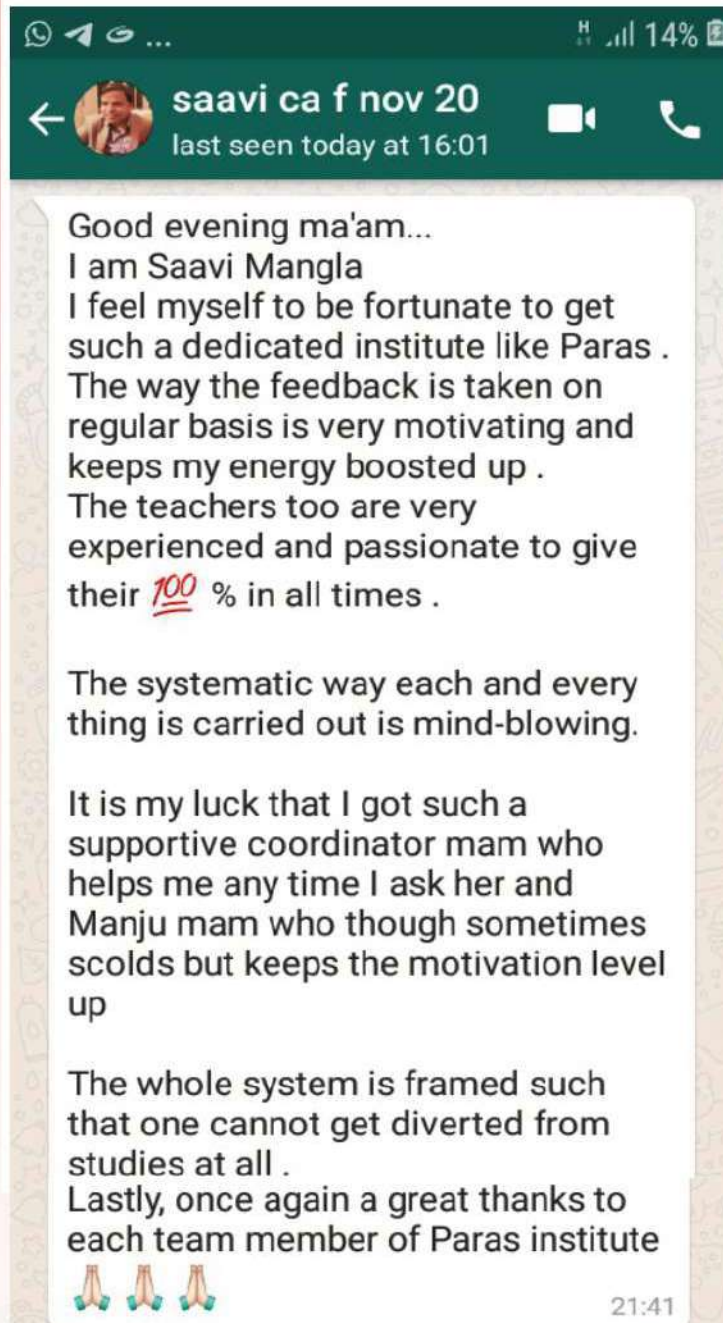 ... H 14%
saavi ca f nov 20
last seen today at 16:01
Good evening ma'am...
I am Saavi Mangla
I feel myself to be fortunate to get
such a dedicated institute like Paras .
The way the feedback is taken on
regular basis is very motivating and
keeps my energy boosted up .
The teachers too are very
experienced and passionate to give
their 💯 % in all times .
The systematic way each and every
thing is carried out is mind-blowing.
It is my luck that I got such a
supportive coordinator mam who
helps me any time I ask her and
Manju mam who though sometimes
scolds but keeps the motivation level
up
The whole system is framed such
that one cannot get diverted from
studies at all .
Lastly, once again a great thanks to
each team member of Paras institute
🙏🏻 🙏🏻 🙏🏻
21:41